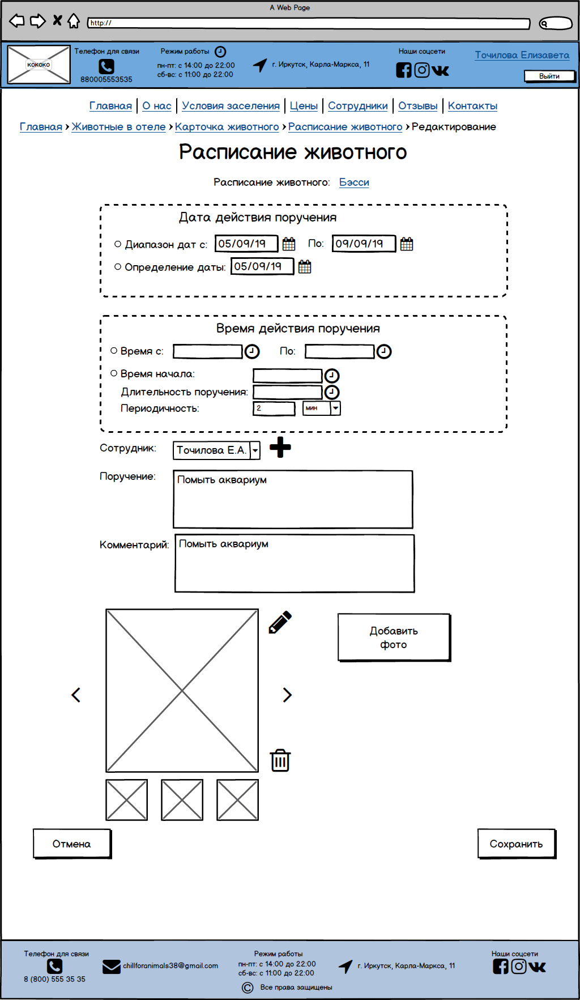 A Web Page
http://
кококо
Телефон для связи
880005553535
Режим работы
пн-пт: с 14:00 до 22:00
сб-вс: с 11:00 до 22:00
г. Иркутск, Карла-Маркса, 11
Наши соцсети
Точилова Елизавета
Выйти
Главная | О нас | Условия заселения | Цены | Сотрудники | Отзывы | Контакты
Главная › Животные в отеле › Карточка животного › Расписание животного › Редактирование
Расписание животного
Расписание животного: Бэсси
Дата действия поручения
Диапазон дат с: 05/09/19 По: 09/09/19
Определение даты: 05/09/19
Время действия поручения
Время с: По:
Время начала:
Длительность поручения:
Периодичность: 2 мин
Сотрудник: Точилова Е.А.
Поручение: Помыть аквариум
Комментарий: Помыть аквариум
Добавить
фото
Отмена
Сохранить
Телефон для связи
8 (800) 555 35 35
chillforanimals38@gmail.com
Режим работы
пн-пт: с 14:00 до 22:00
сб-вс: с 11:00 до 22:00
г. Иркутск, Карла-Маркса, 11
Наши соцсети
© Все права защищены